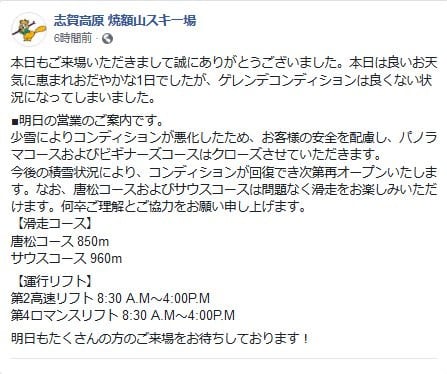 志賀高原 焼額山スキー場
6時間前 ·
本日もご来場いただきまして誠にありがとうございました。本日は良いお天
気に恵まれおだやかな1日でしたが、ゲレンデコンディションは良くない状
況になってしまいました。
■明日の営業のご案内です。
少雪によりコンディションが悪化したため、お客様の安全を配慮し、パノラ
マコースおよびビギナーズコースはクローズさせていただきます。
今後の積雪状況により、コンディションが回復でき次第再オープンいたしま
す。なお、唐松コースおよびサウスコースは問題なく滑走をお楽しみいただ
けます。何卒ご理解とご協力をお願い申し上げます。
【滑走コース】
唐松コース 850m
サウスコース 960m
【運行リフト】
第2高速リフト 8:30 A.M～4:00P.M
第4ロマンスリフト 8:30 A.M～4:00P.M
明日もたくさんの方のご来場をお待ちしております！